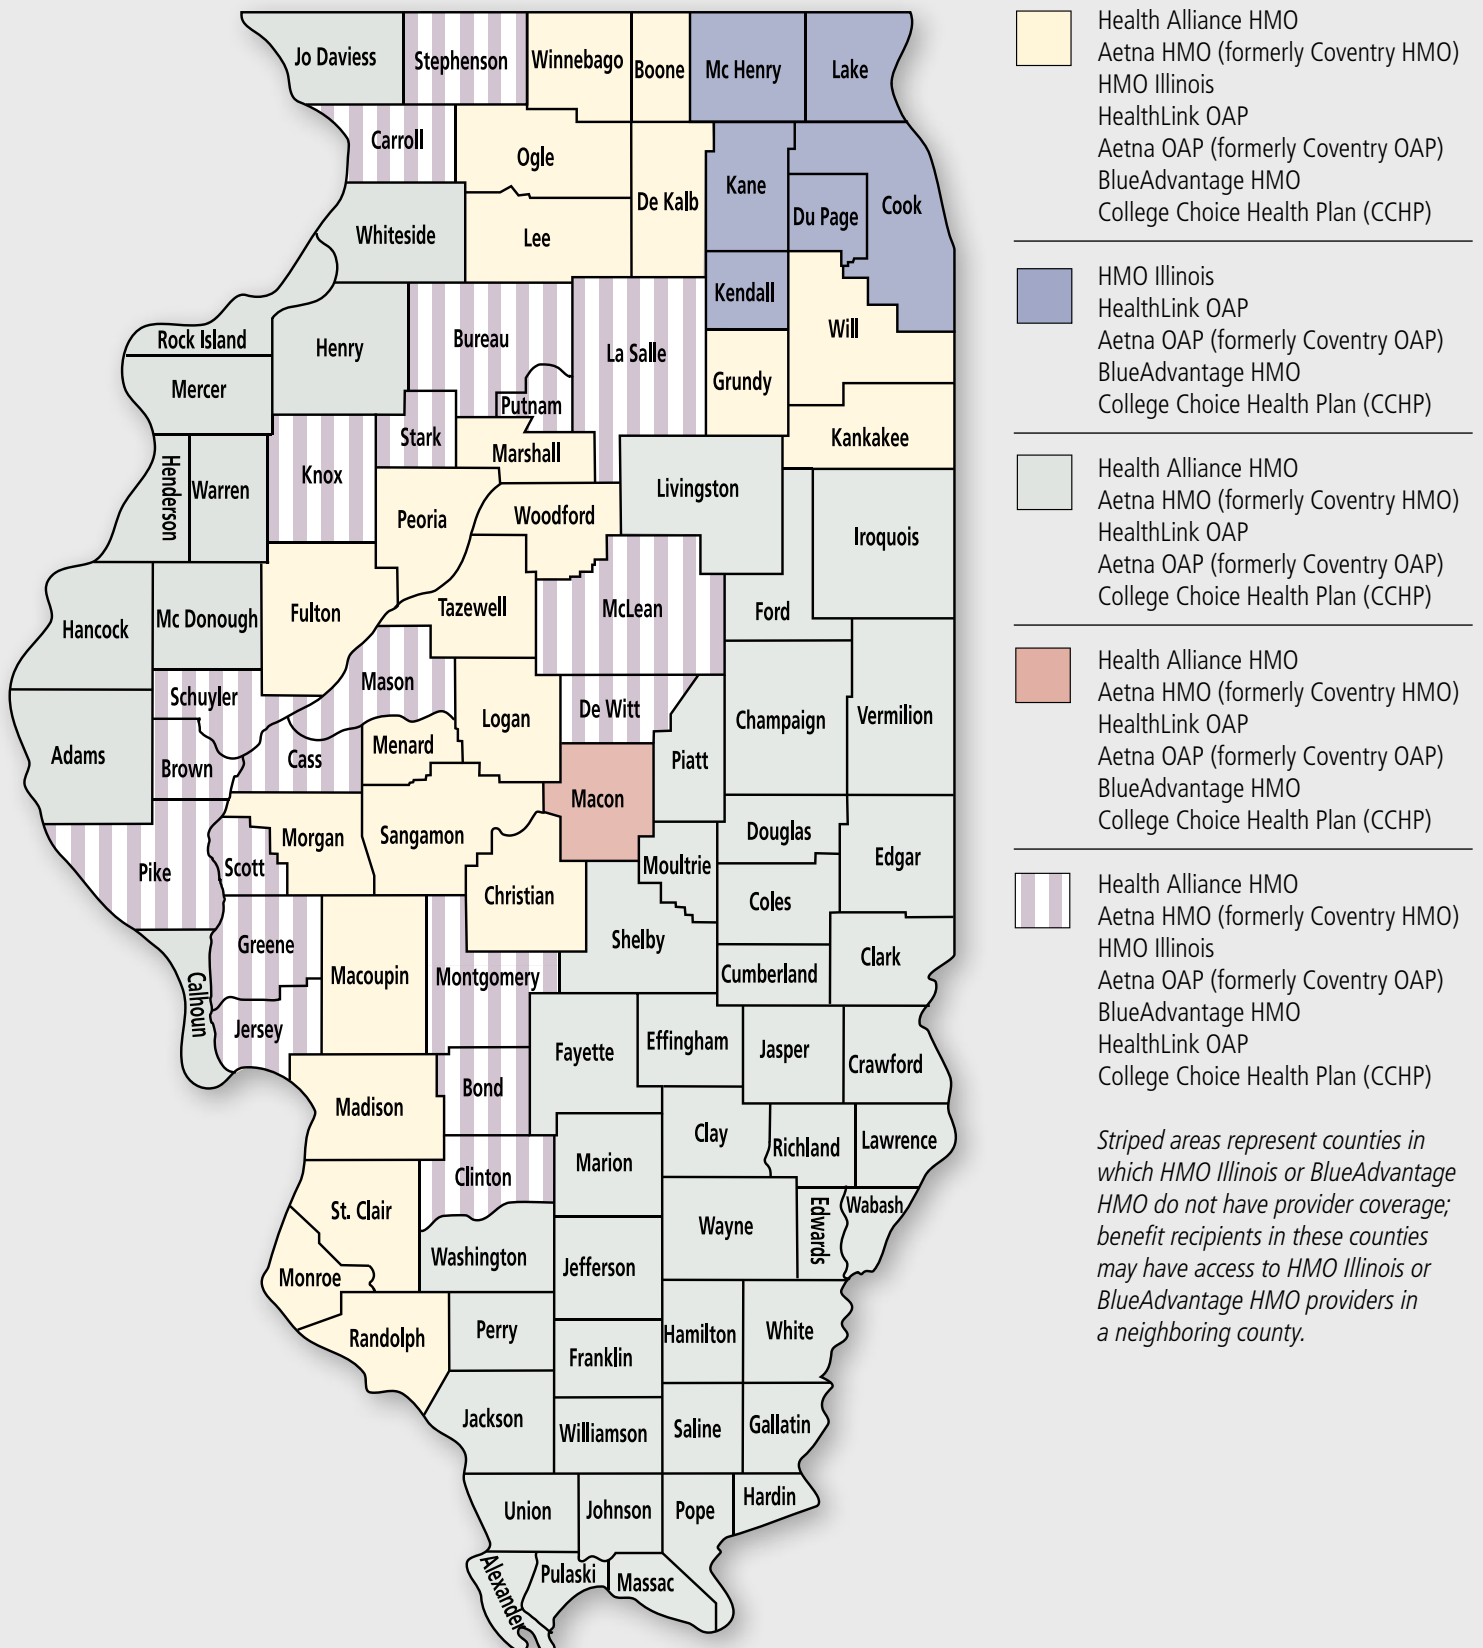 Jo Daviess
Stephenson
Winnebago
Boone
Mc Henry
Lake
Carroll
Ogle
De Kalb
Kane
Du Page
Cook
Whiteside
Lee
Kendall
Will
Rock Island
Henry
Bureau
La Salle
Grundy
Mercer
Putnam
Kankakee
Stark
Marshall
Henderson
Warren
Knox
Livingston
Peoria
Woodford
Iroquois
Hancock
Mc Donough
Fulton
Tazewell
McLean
Ford
Schuyler
Mason
Logan
De Witt
Champaign
Vermilion
Adams
Brown
Cass
Menard
Piatt
Macon
Morgan
Sangamon
Douglas
Pike
Scott
Moultrie
Edgar
Christian
Coles
Greene
Shelby
Calhoun
Macoupin
Montgomery
Cumberland
Clark
Jersey
Fayette
Effingham
Jasper
Crawford
Madison
Bond
Clay
Richland
Lawrence
Clinton
Marion
St. Clair
Wayne
Edwards
Wabash
Washington
Jefferson
Monroe
Randolph
Perry
Hamilton
White
Franklin
Jackson
Williamson
Saline
Gallatin
Union
Johnson
Pope
Hardin
Alexander
Pulaski
Massac
Health Alliance HMO
Aetna HMO (formerly Coventry HMO)
HMO Illinois
HealthLink OAP
Aetna OAP (formerly Coventry OAP)
BlueAdvantage HMO
College Choice Health Plan (CCHP)
HMO Illinois
HealthLink OAP
Aetna OAP (formerly Coventry OAP)
BlueAdvantage HMO
College Choice Health Plan (CCHP)
Health Alliance HMO
Aetna HMO (formerly Coventry HMO)
HealthLink OAP
Aetna OAP (formerly Coventry OAP)
College Choice Health Plan (CCHP)
Health Alliance HMO
Aetna HMO (formerly Coventry HMO)
HealthLink OAP
Aetna OAP (formerly Coventry OAP)
BlueAdvantage HMO
College Choice Health Plan (CCHP)
Health Alliance HMO
Aetna HMO (formerly Coventry HMO)
HMO Illinois
Aetna OAP (formerly Coventry OAP)
BlueAdvantage HMO
HealthLink OAP
College Choice Health Plan (CCHP)
Striped areas represent counties in
which HMO Illinois or BlueAdvantage
HMO do not have provider coverage;
benefit recipients in these counties
may have access to HMO Illinois or
BlueAdvantage HMO providers in
a neighboring county.